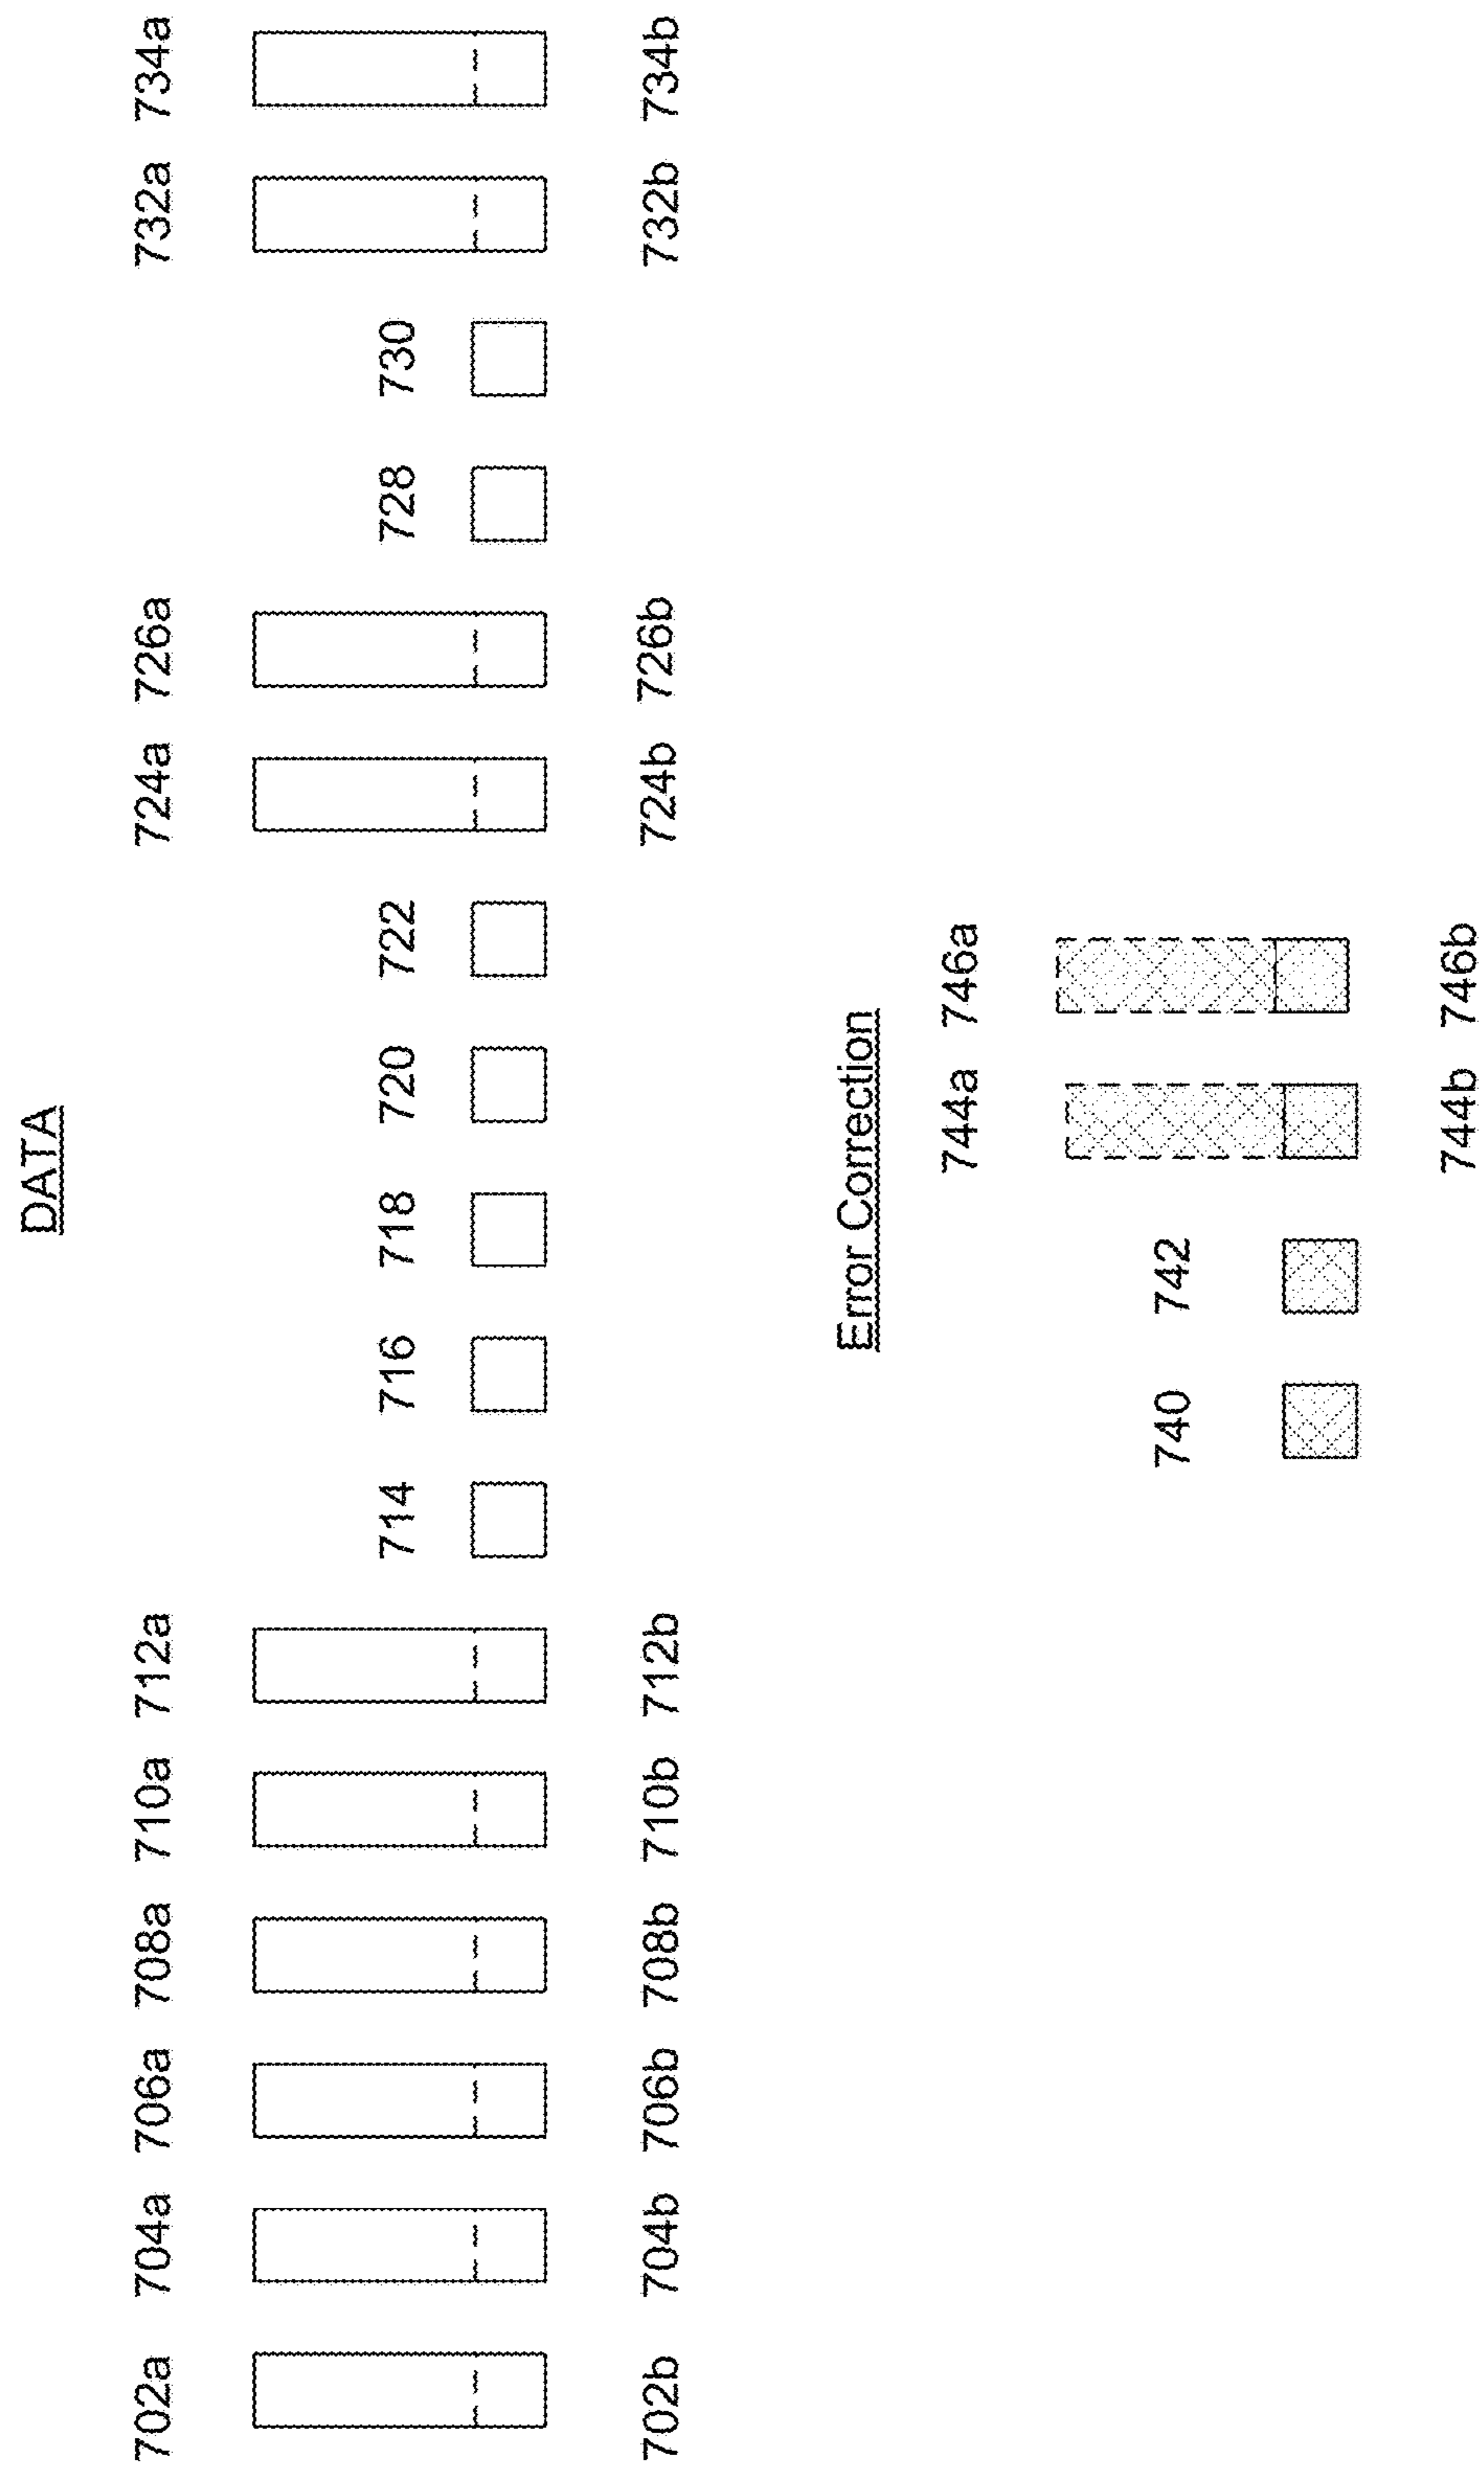 DATA
702a 704a 706a 708a 710a 712a 724a 726a 732a 734a
714 716 718 720 722 728 730
702b 704b 706b 708b 710b 712b 724b 726b 732b 734b
Error Correction
744a 746a
740 742
744b 746b